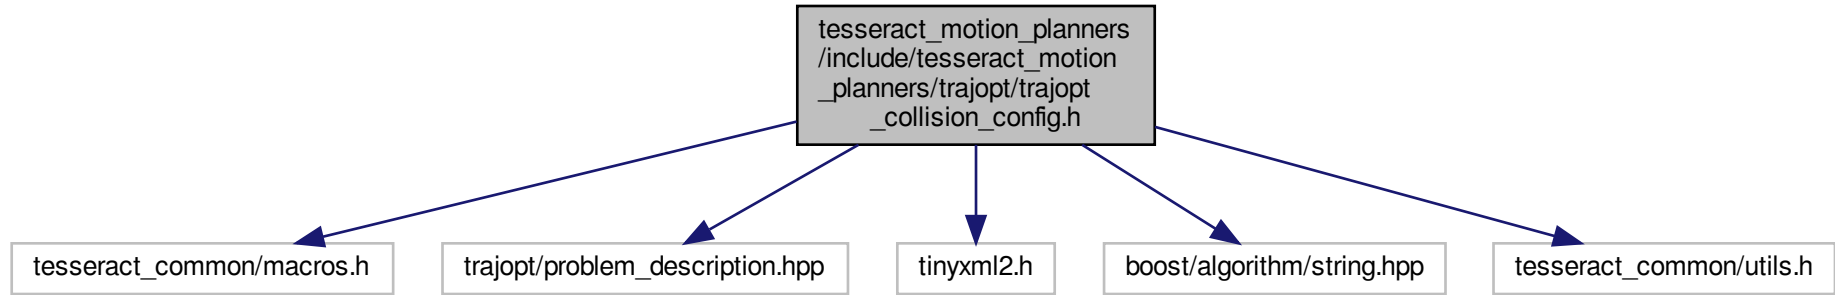 tesseract_motion_planners
/include/tesseract_motion
_planners/trajopt/trajopt
_collision_config.h
tesseract_common/macros.h
trajopt/problem_description.hpp
tinyxml2.h
boost/algorithm/string.hpp
tesseract_common/utils.h